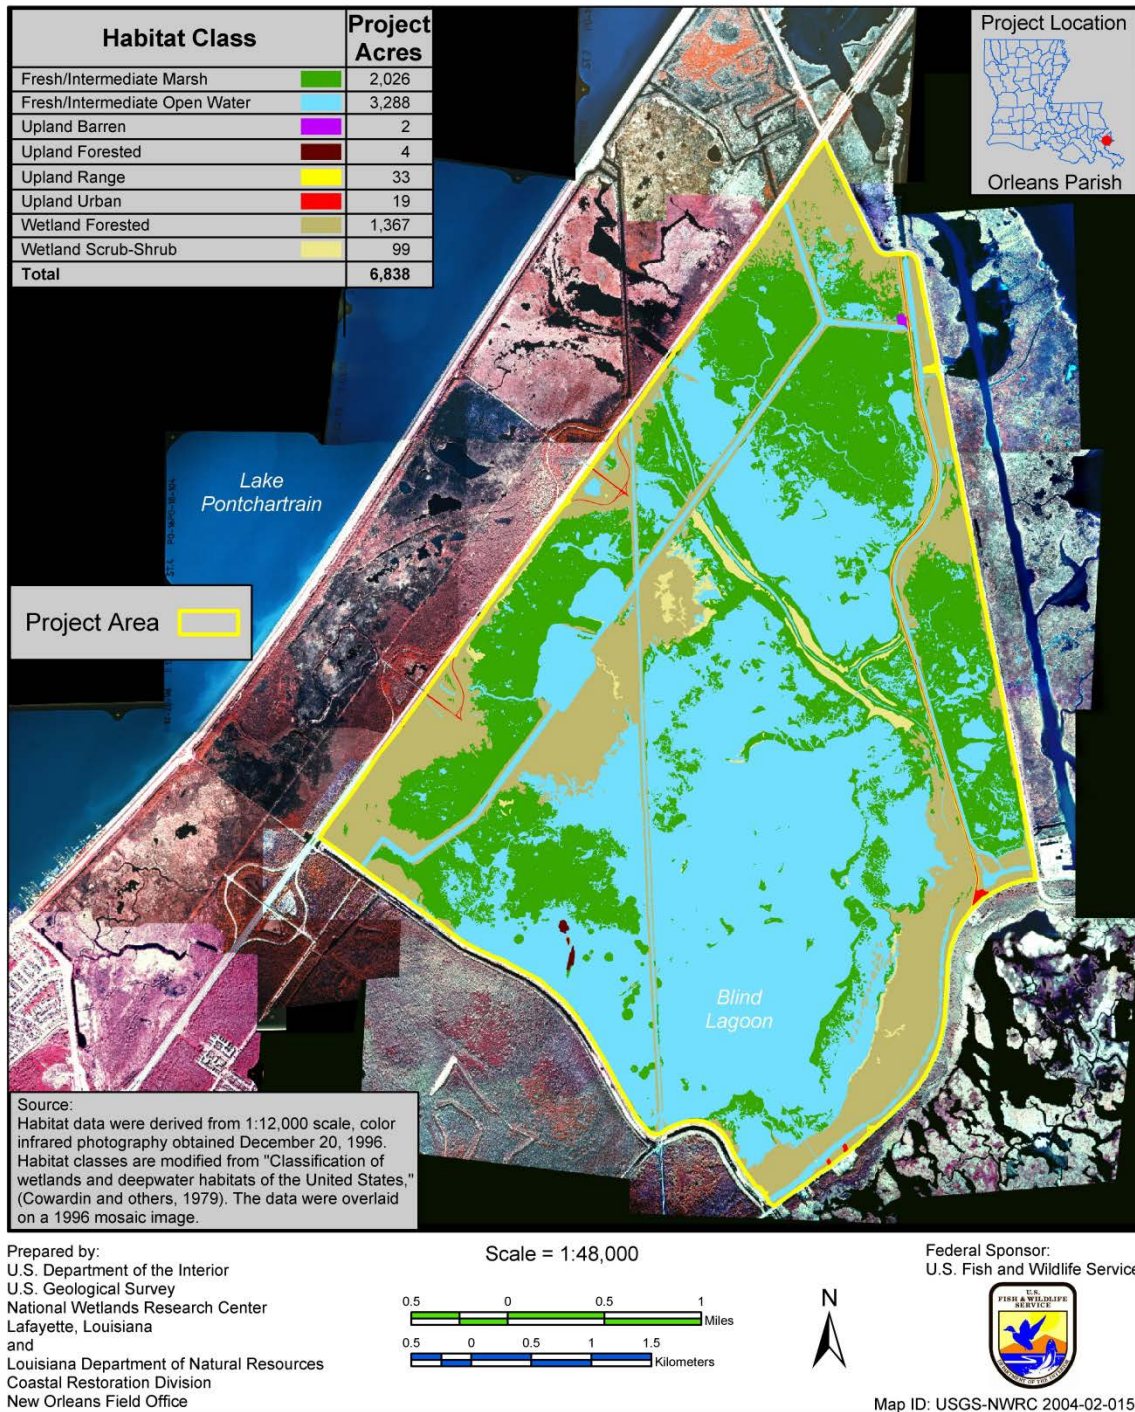 Habitat Class
Project Acres
Fresh/Intermediate Marsh 2,026
Fresh/Intermediate Open Water 3,288
Upland Barren 2
Upland Forested 4
Upland Range 33
Upland Urban 19
Wetland Forested 1,367
Wetland Scrub-Shrub 99
Total 6,838
Project Location
Orleans Parish
Lake
Pontchartrain
Project Area
Blind
Lagoon
Source:
Habitat data were derived from 1:12,000 scale, color
infrared photography obtained December 20, 1996.
Habitat classes are modified from "Classification of
wetlands and deepwater habitats of the United States,"
(Cowardin and others, 1979). The data were overlaid
on a 1996 mosaic image.
Prepared by:
U.S. Department of the Interior
U.S. Geological Survey
National Wetlands Research Center
Lafayette, Louisiana
and
Louisiana Department of Natural Resources
Coastal Restoration Division
New Orleans Field Office
Scale = 1:48,000
0.5 0 0.5 1
Miles
0.5 0 0.5 1 1.5
Kilometers
N
Federal Sponsor:
U.S. Fish and Wildlife Service
U.S.
FISH & WILDLIFE
SERVICE
DEPARTMENT OF THE INTERIOR
Map ID: USGS-NWRC 2004-02-015